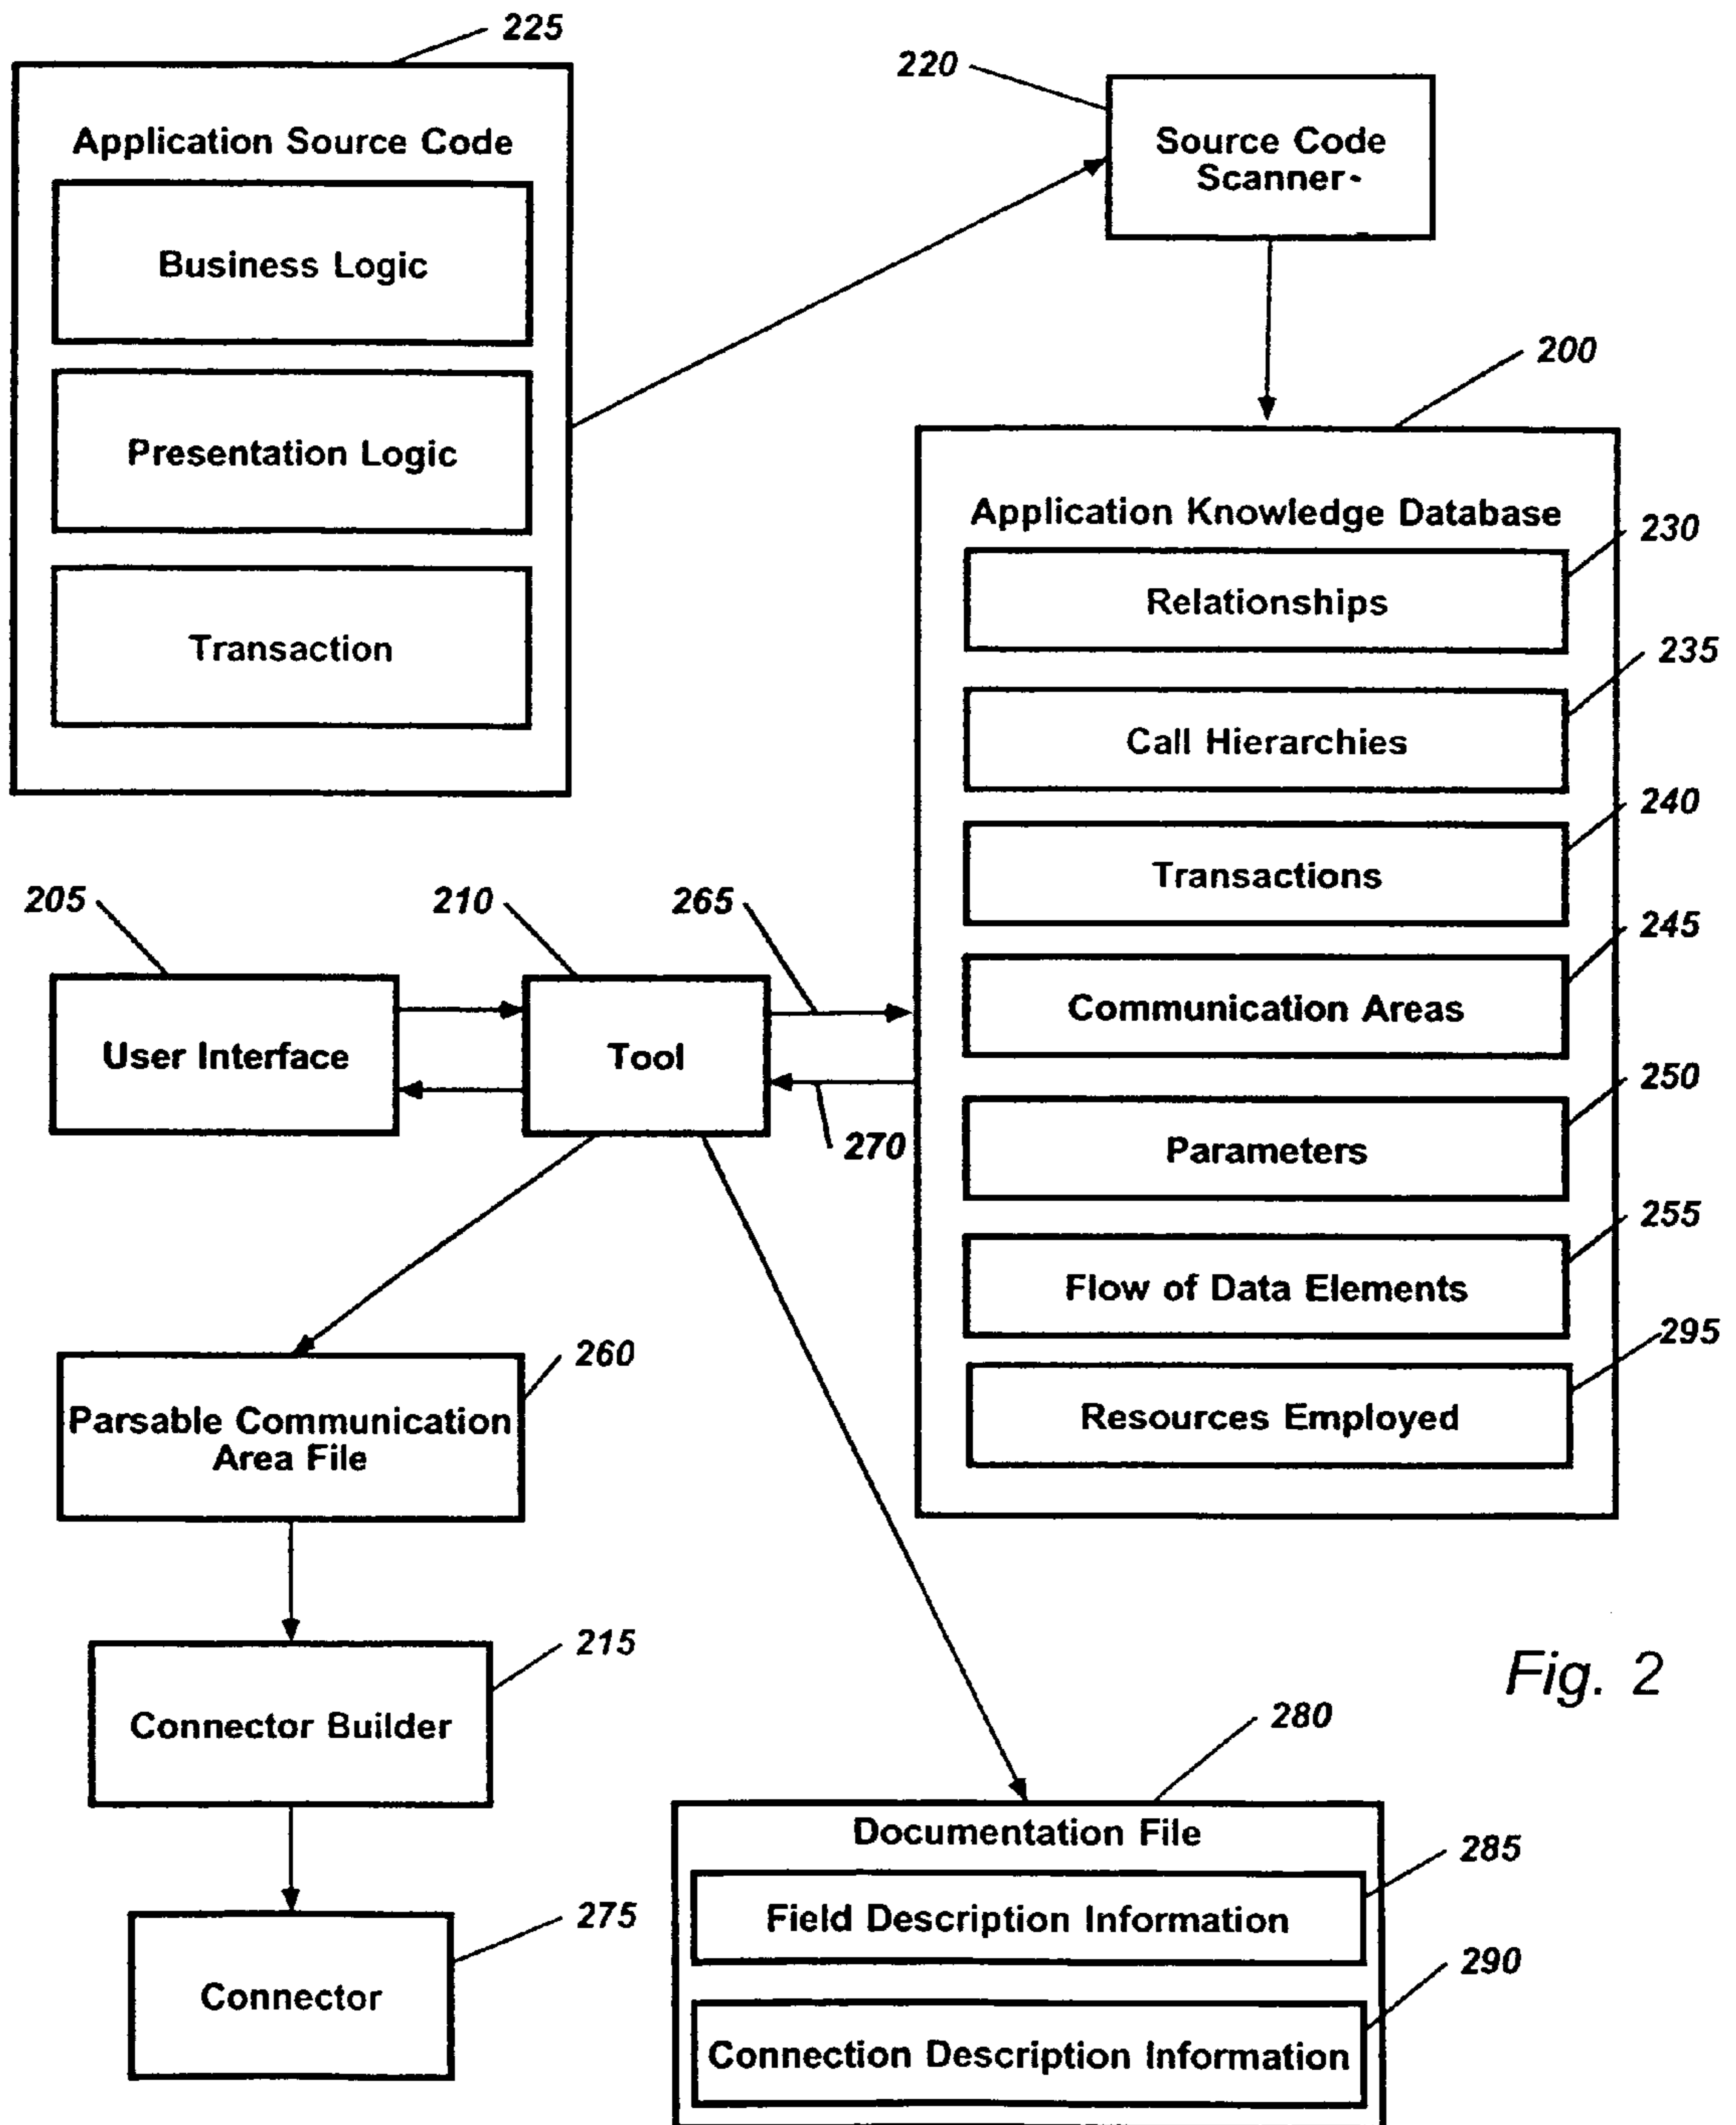 225
Application Source Code
Business Logic
Presentation Logic
Transaction
220
Source Code
Scanner-
200
Application Knowledge Database
230
Relationships
235
Call Hierarchies
240
Transactions
245
Communication Areas
250
Parameters
255
Flow of Data Elements
295
Resources Employed
205
User Interface
210
Tool
265
270
260
Parsable Communication
Area File
215
Connector Builder
275
Connector
Fig. 2
280
Documentation File
285
Field Description Information
290
Connection Description Information